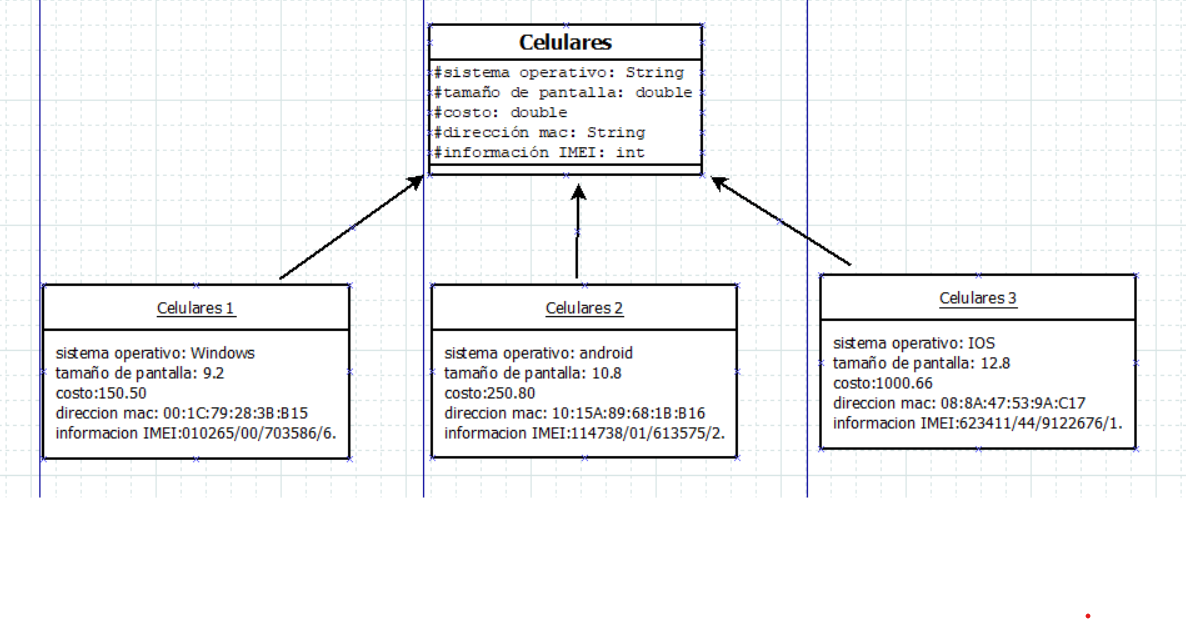 Celulares
#sistema operativo: String
#tamaño de pantalla: double
#costo: double
#dirección mac: String
#información IMEI: int
Celulares 1
sistema operativo: Windows
tamaño de pantalla: 9.2
costo:150.50
direccion mac: 00:1C:79:28:3B:B15
informacion IMEI:010265/00/703586/6.
Celulares 2
sistema operativo: android
tamaño de pantalla: 10.8
costo:250.80
direccion mac: 10:15A:89:68:1B:B16
informacion IMEI:114738/01/613575/2.
Celulares 3
sistema operativo: IOS
tamaño de pantalla: 12.8
costo:1000.66
direccion mac: 08:8A:47:53:9A:C17
informacion IMEI:623411/44/9122676/1.